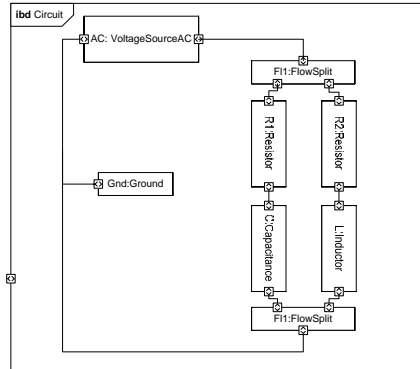 ibd Circuit
AC: VoltageSourceAC
Fl1:FlowSplit
R1:Resistor
R2:Resistor
Gnd:Ground
C:Capacitance
L:Inductor
Fl1:FlowSplit